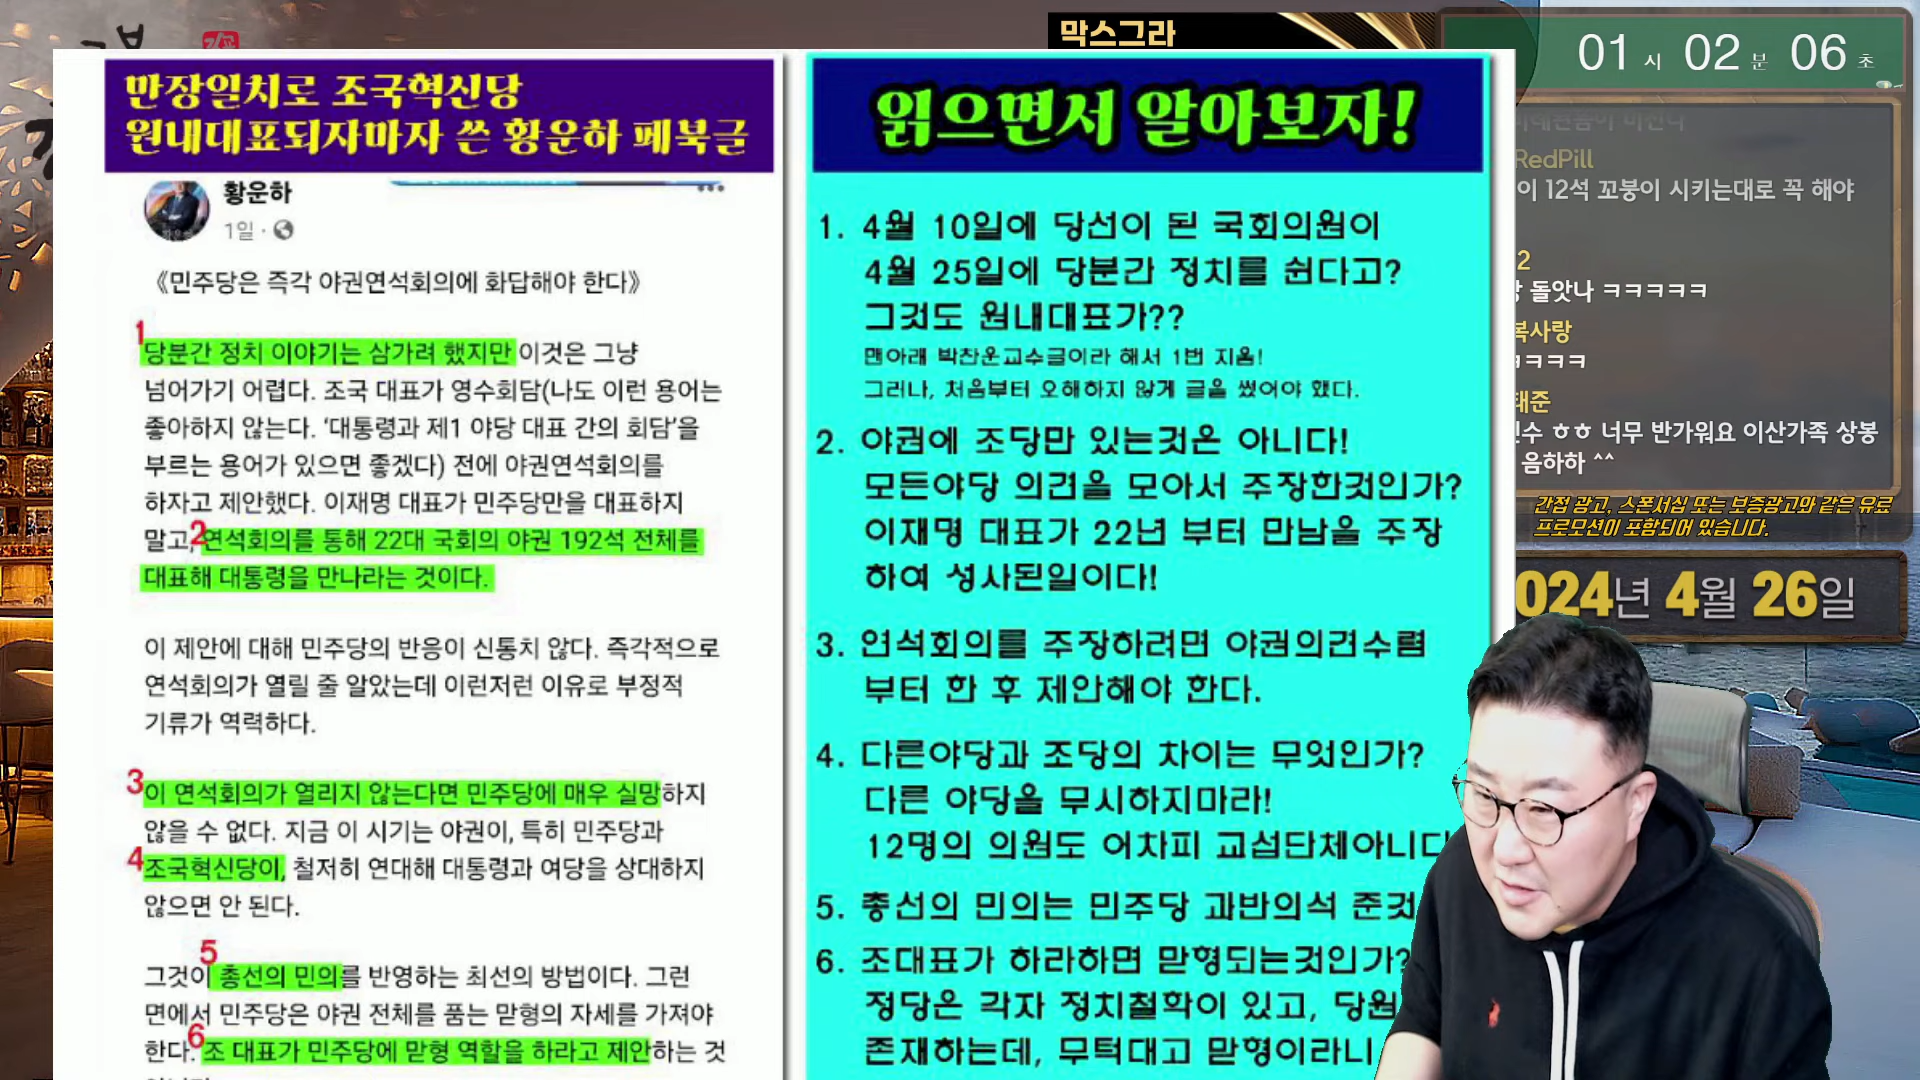 막스그라
01시 02분 06초
만장일치로 조국혁신당
원내대표되자마자 쓴 황운하 페북글
황운하
1일 ·
《민주당은 즉각 야권연석회의에 화답해야 한다》
1
당분간 정치 이야기는 삼가려 했지만 이것은 그냥
넘어가기 어렵다. 조국 대표가 영수회담(나도 이런 용어는
좋아하지 않는다. ‘대통령과 제1 야당 대표 간의 회담’을
부르는 용어가 있으면 좋겠다) 전에 야권연석회의를
하자고 제안했다. 이재명 대표가 민주당만을 대표하지
말고, 2 연석회의를 통해 22대 국회의 야권 192석 전체를
대표해 대통령을 만나라는 것이다.
이 제안에 대해 민주당의 반응이 신통치 않다. 즉각적으로
연석회의가 열릴 줄 알았는데 이런저런 이유로 부정적
기류가 역력하다.
3
이 연석회의가 열리지 않는다면 민주당에 매우 실망하지
않을 수 없다. 지금 이 시기는 야권이, 특히 민주당과
4
조국혁신당이, 철저히 연대해 대통령과 여당을 상대하지
않으면 안 된다.
5
그것이 총선의 민의를 반영하는 최선의 방법이다. 그런
면에서 민주당은 야권 전체를 품는 맏형의 자세를 가져야
6
한다. 조 대표가 민주당에 맏형 역할을 하라고 제안하는 것
읽으면서 알아보자!
1. 4월 10일에 당선이 된 국회의원이
4월 25일에 당분간 정치를 쉰다고?
그것도 원내대표가??
맨아래 박찬운교수글이라 해서 1번 지움!
그러나, 처음부터 오해하지 않게 글을 썼어야 했다.
2. 야권에 조당만 있는것은 아니다!
모든야당 의견을 모아서 주장한것인가?
이재명 대표가 22년 부터 만남을 주장
하여 성사된일이다!
3. 연석회의를 주장하려면 야권의견수렴
부터 한 후 제안해야 한다.
4. 다른야당과 조당의 차이는 무엇인가?
다른 야당을 무시하지마라!
12명의 의원도 어차피 교섭단체아니다
5. 총선의 민의는 민주당 과반의석 준것
6. 조대표가 하라하면 맏형되는것인가?
정당은 각자 정치철학이 있고, 당원
존재하는데, 무턱대고 맏형이라니
RedPill
이 12석 꼬붕이 시키는대로 꼭 해야
2
돌앗나 ㅋㅋㅋㅋㅋ
복사랑
ㅋㅋㅋㅋ
태준
인수 ㅎㅎ 너무 반가워요 이산가족 상봉
음하하 ^^
간접 광고, 스폰서십 또는 보증광고와 같은 유료
프로모션이 포함되어 있습니다.
024년 4월 26일